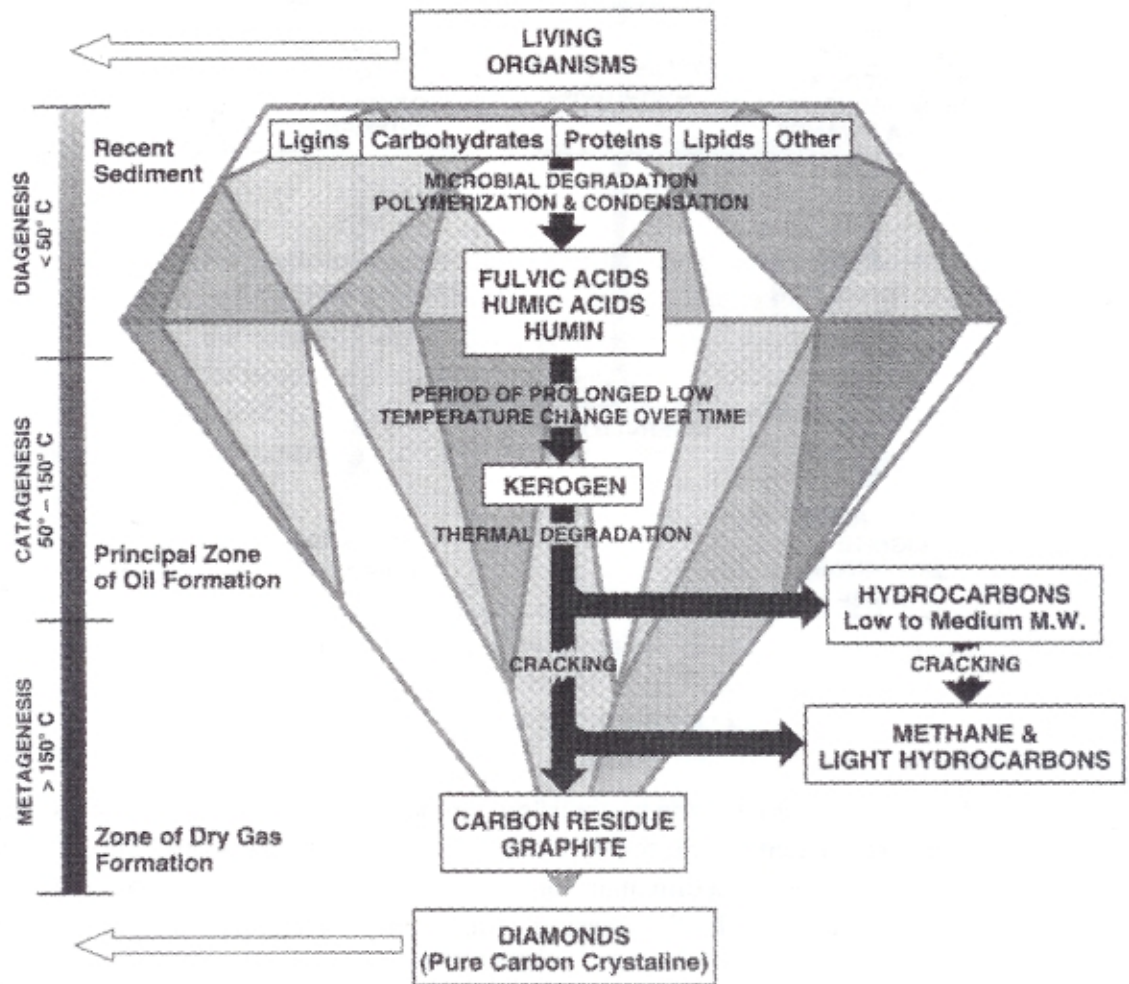 LIVING
ORGANISMS
Recent
Sediment
Ligins
Carbohydrates
Proteins
Lipids
Other
MICROBIAL DEGRADATION
POLYMERIZATION & CONDENSATION
DIAGENESIS
< 50° C
FULVIC ACIDS
HUMIC ACIDS
HUMIN
PERIOD OF PROLONGED LOW
TEMPERATURE CHANGE OVER TIME
CATAGENESIS
50° – 150° C
KEROGEN
THERMAL DEGRADATION
Principal Zone
of Oil Formation
HYDROCARBONS
Low to Medium M.W.
CRACKING
CRACKING
METAGENESIS
> 150° C
METHANE &
LIGHT HYDROCARBONS
CARBON RESIDUE
GRAPHITE
Zone of Dry Gas
Formation
DIAMONDS
(Pure Carbon Crystaline)